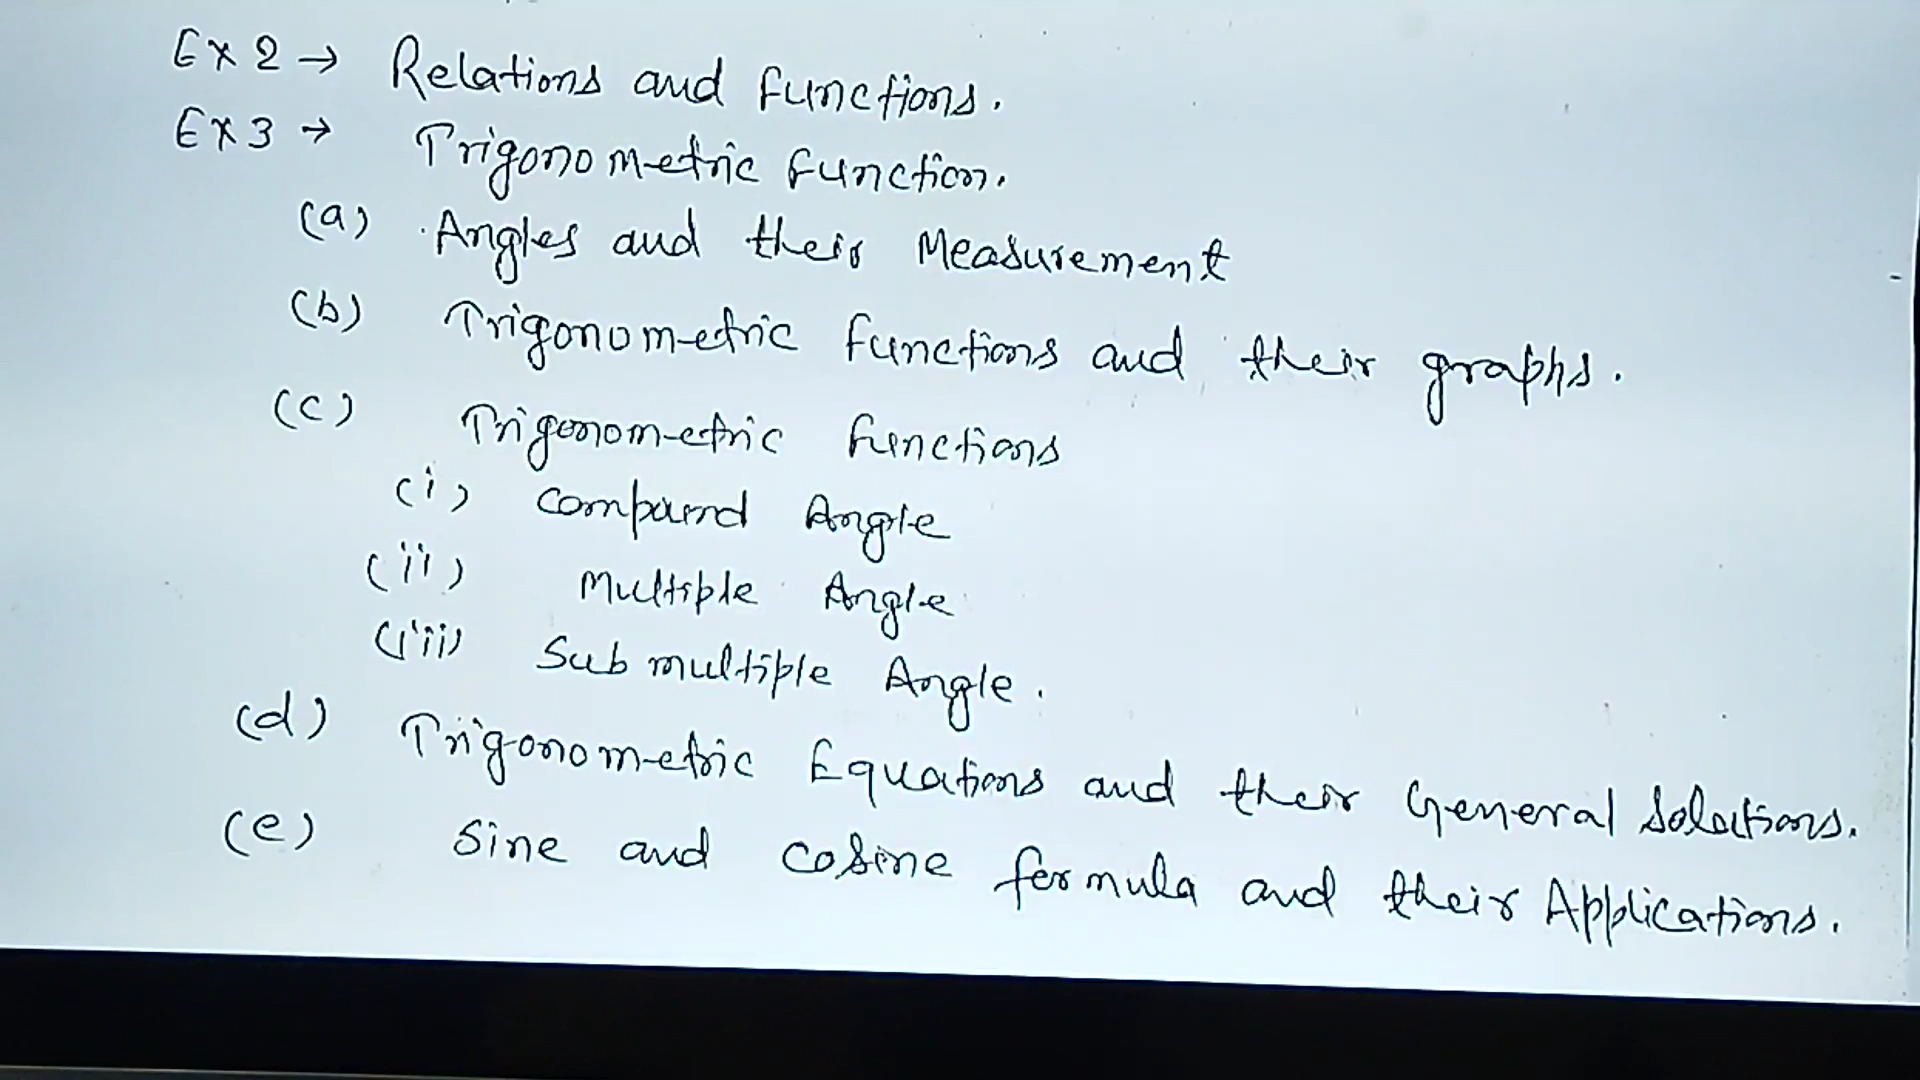 Ex 2 → Relations and functions.
Ex 3 → Trigonometric function.
(a) Angles and their Measurement
(b) Trigonometric functions and their graphs.
(c) Trigonometric functions
(i) Compound Angle
(ii) Multiple Angle
(iii) Sub multiple Angle.
(d) Trigonometric Equations and their General Solutions.
(e) Sine and cosine formula and their Applications.